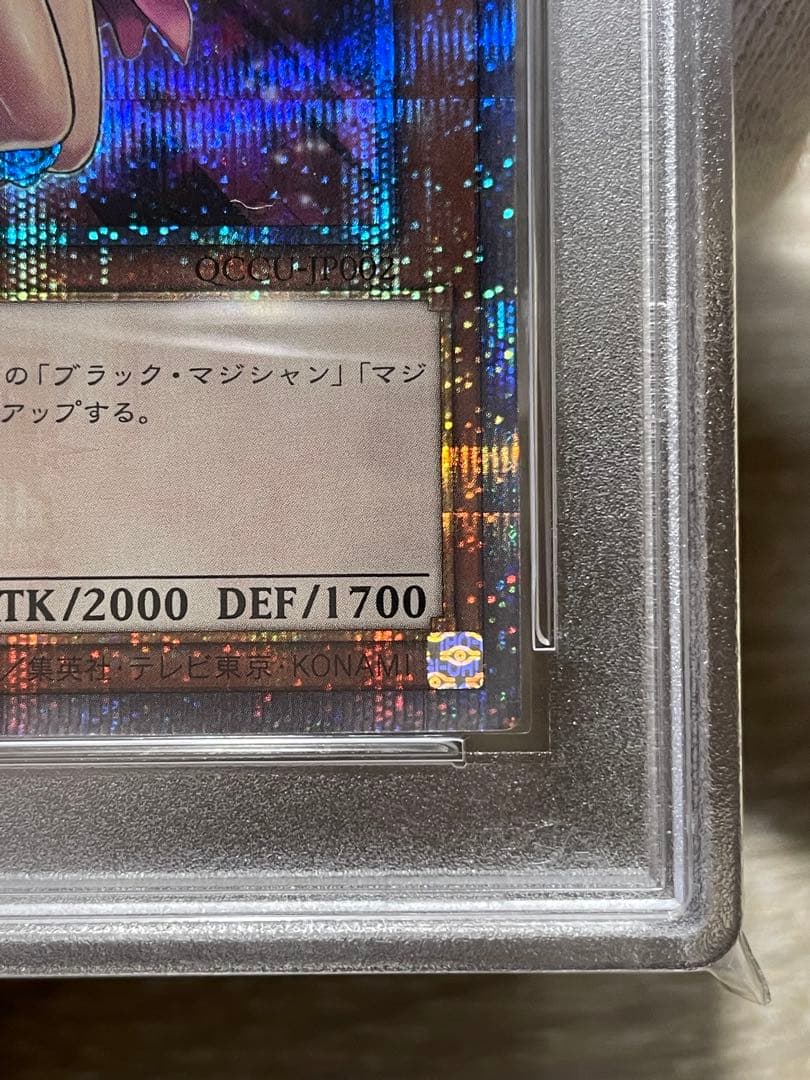 QCCU-JP002
の「ブラック・マジシャン」「マジ
アップする。
ATK/2000 DEF/1700
/集英社・テレビ東京・KONAMI